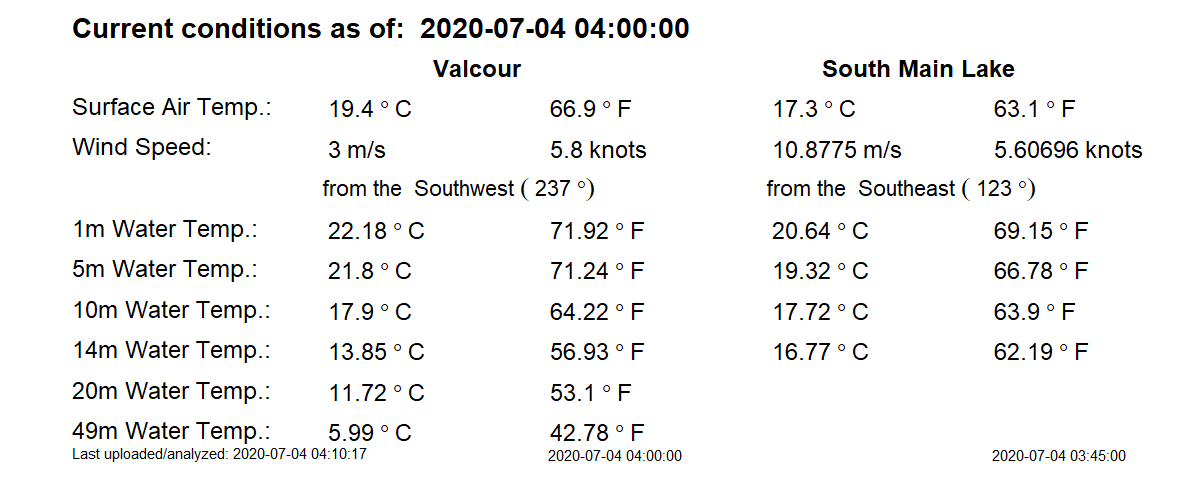 Current conditions as of: 2020-07-04 04:00:00
Valcour South Main Lake
Surface Air Temp.: 19.4 ° C 66.9 ° F 17.3 ° C 63.1 ° F
Wind Speed: 3 m/s 5.8 knots 10.8775 m/s 5.60696 knots
from the Southwest ( 237 °) from the Southeast ( 123 °)
1m Water Temp.: 22.18 ° C 71.92 ° F 20.64 ° C 69.15 ° F
5m Water Temp.: 21.8 ° C 71.24 ° F 19.32 ° C 66.78 ° F
10m Water Temp.: 17.9 ° C 64.22 ° F 17.72 ° C 63.9 ° F
14m Water Temp.: 13.85 ° C 56.93 ° F 16.77 ° C 62.19 ° F
20m Water Temp.: 11.72 ° C 53.1 ° F
49m Water Temp.: 5.99 ° C 42.78 ° F
Last uploaded/analyzed: 2020-07-04 04:10:17 2020-07-04 04:00:00 2020-07-04 03:45:00